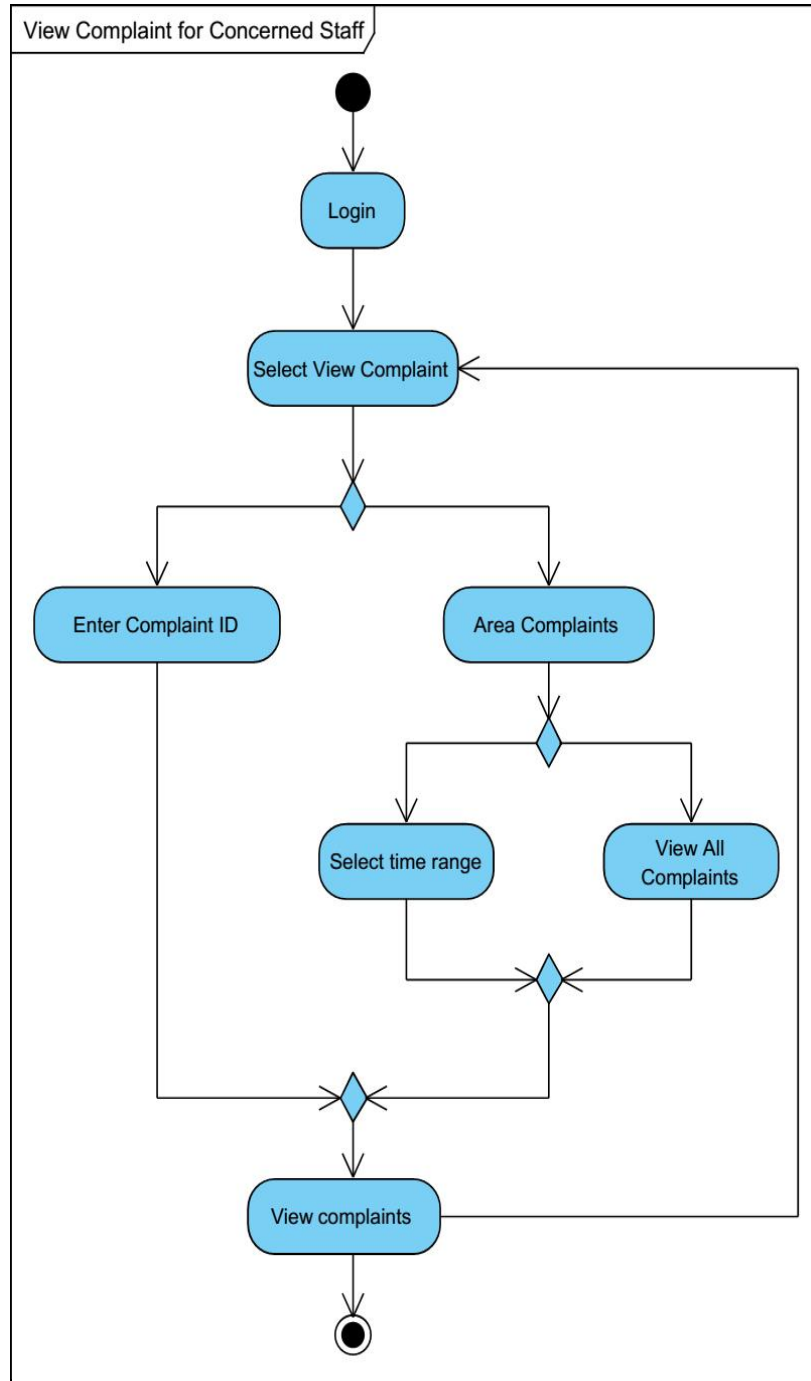 View Complaint for Concerned Staff
Login
Select View Complaint
Enter Complaint ID
Area Complaints
Select time range
View All
Complaints
View complaints